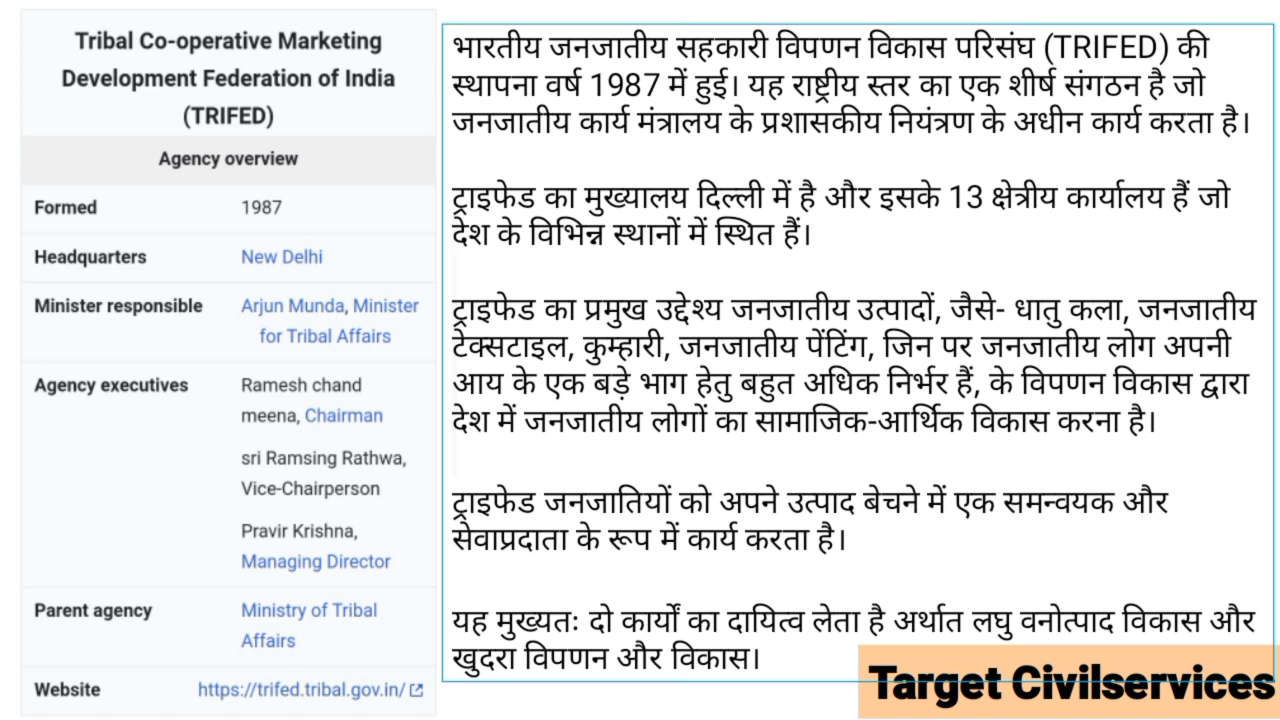 Tribal Co-operative Marketing
Development Federation of India
(TRIFED)
Agency overview
Formed 1987
Headquarters New Delhi
Minister responsible Arjun Munda, Minister
for Tribal Affairs
Agency executives Ramesh chand
meena, Chairman
sri Ramsing Rathwa,
Vice-Chairperson
Pravir Krishna,
Managing Director
Parent agency Ministry of Tribal
Affairs
Website https://trifed.tribal.gov.in/
भारतीय जनजातीय सहकारी विपणन विकास परिसंघ (TRIFED) की
स्थापना वर्ष 1987 में हुई। यह राष्ट्रीय स्तर का एक शीर्ष संगठन है जो
जनजातीय कार्य मंत्रालय के प्रशासकीय नियंत्रण के अधीन कार्य करता है।
ट्राइफेड का मुख्यालय दिल्ली में है और इसके 13 क्षेत्रीय कार्यालय हैं जो
देश के विभिन्न स्थानों में स्थित हैं।
ट्राइफेड का प्रमुख उद्देश्य जनजातीय उत्पादों, जैसे- धातु कला, जनजातीय
टेक्सटाइल, कुम्हारी, जनजातीय पेंटिंग, जिन पर जनजातीय लोग अपनी
आय के एक बड़े भाग हेतु बहुत अधिक निर्भर हैं, के विपणन विकास द्वारा
देश में जनजातीय लोगों का सामाजिक-आर्थिक विकास करना है।
ट्राइफेड जनजातियों को अपने उत्पाद बेचने में एक समन्वयक और
सेवाप्रदाता के रूप में कार्य करता है।
यह मुख्यतः दो कार्यों का दायित्व लेता है अर्थात लघु वनोत्पाद विकास और
खुदरा विपणन और विकास।
Target Civilservices